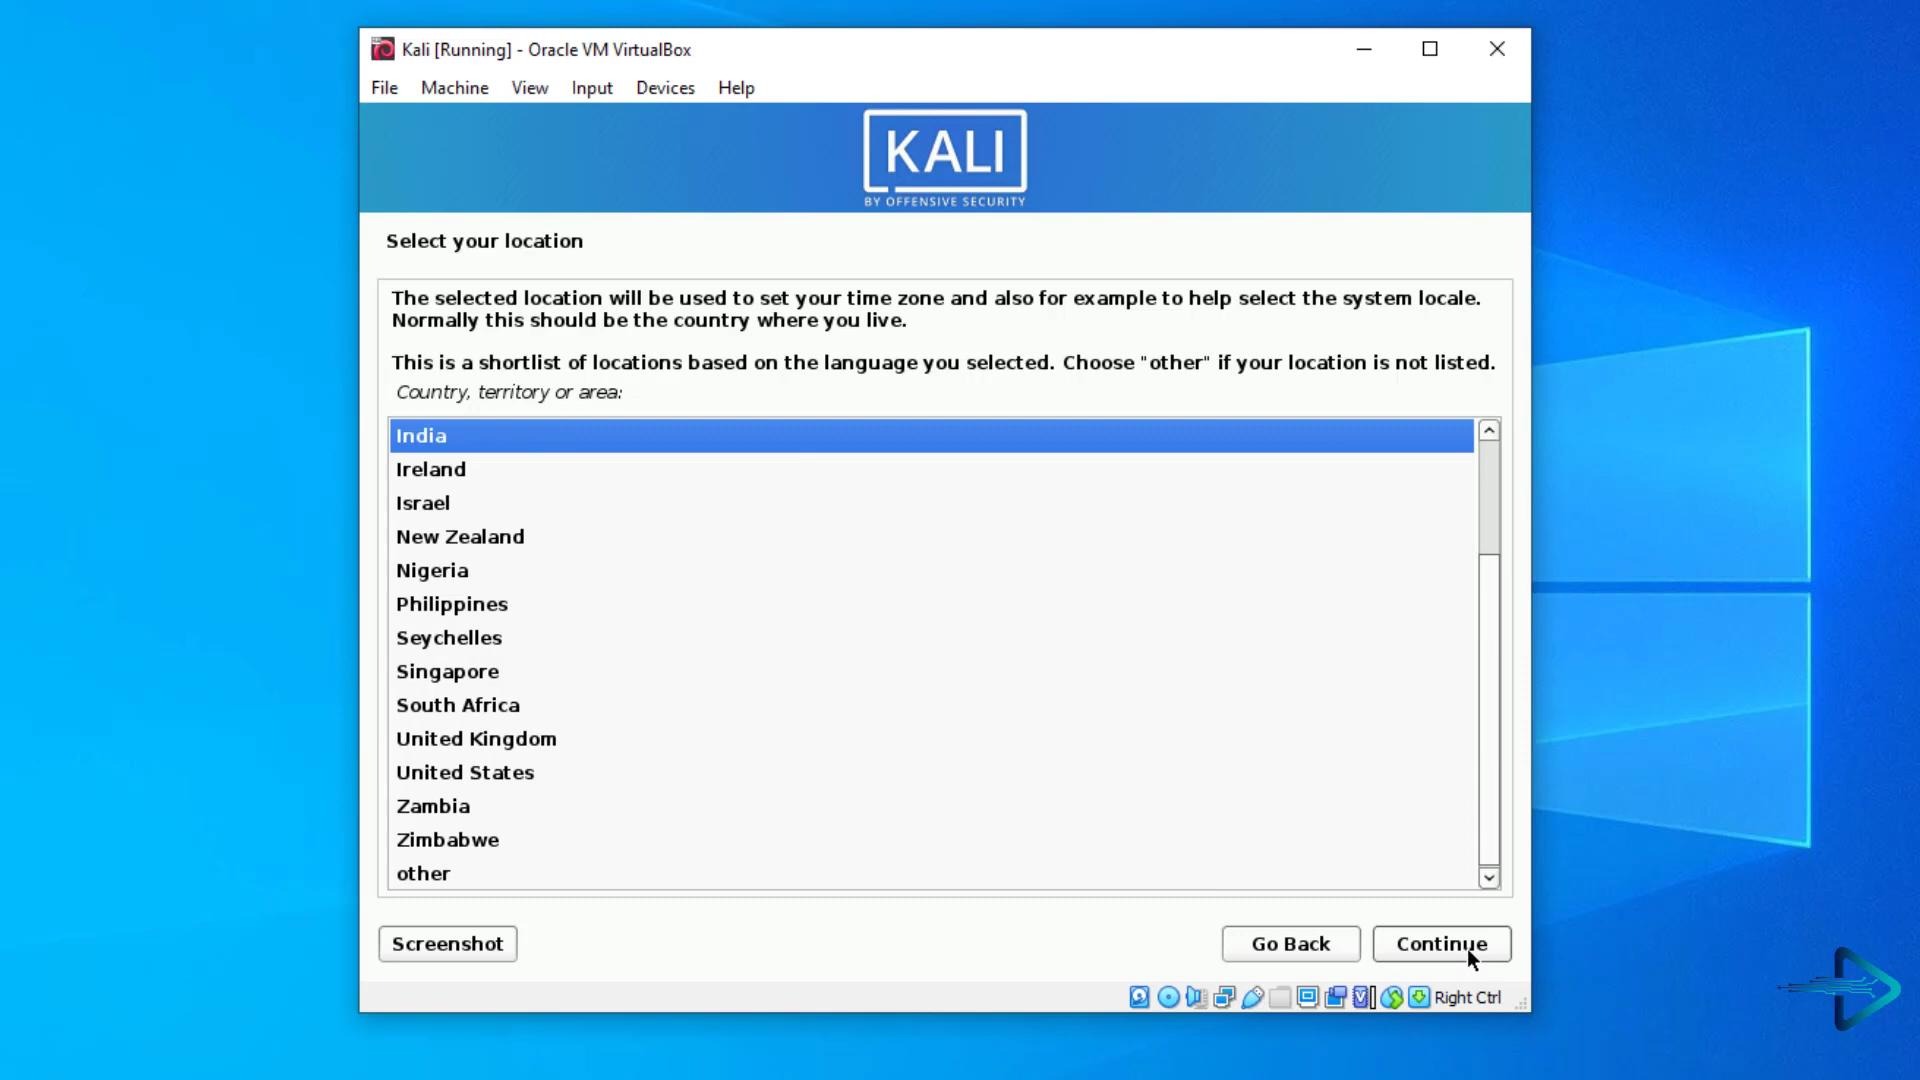 Kali [Running] - Oracle VM VirtualBox
File Machine View Input Devices Help
KALI
BY OFFENSIVE SECURITY
Select your location
The selected location will be used to set your time zone and also for example to help select the system locale.
Normally this should be the country where you live.
This is a shortlist of locations based on the language you selected. Choose "other" if your location is not listed.
Country, territory or area:
India
Ireland
Israel
New Zealand
Nigeria
Philippines
Seychelles
Singapore
South Africa
United Kingdom
United States
Zambia
Zimbabwe
other
Screenshot Go Back Continue
Right Ctrl